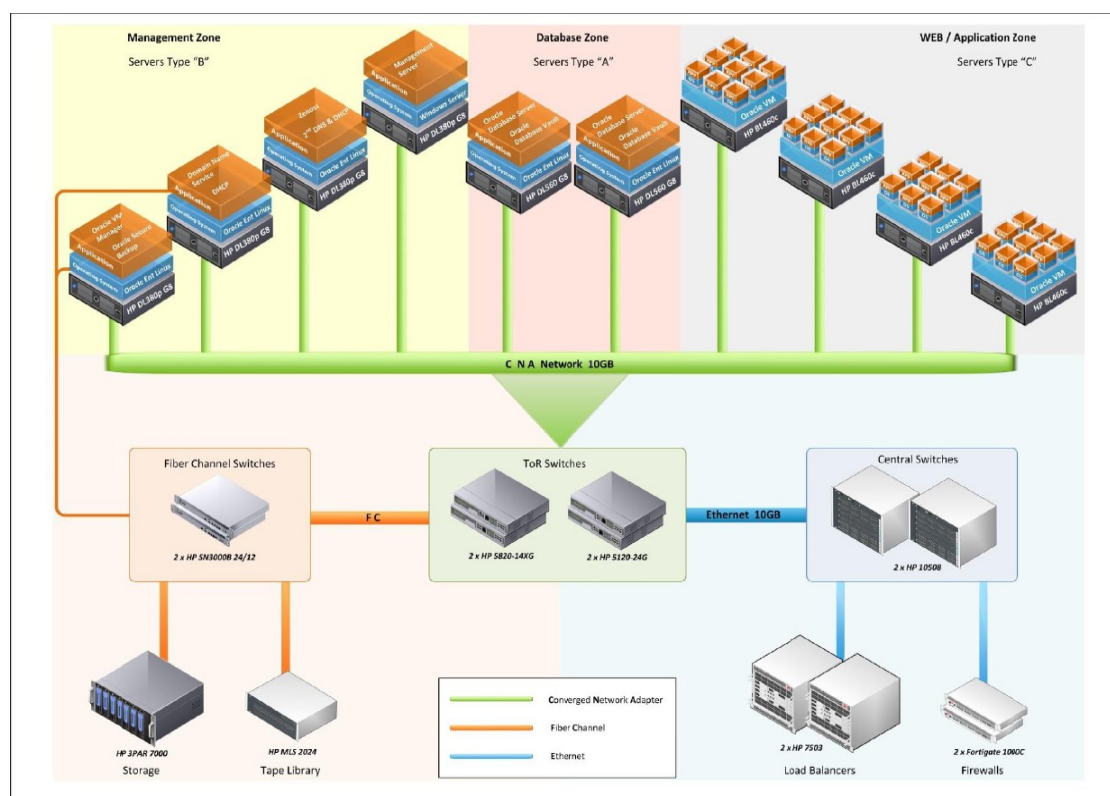 Management Zone
Servers Type "B"
Database Zone
Servers Type "A"
WEB / Application Zone
Servers Type "C"
Oracle VM
Manager
Oracle Secure
Backup
Application
Operating System
Oracle Ent Linux
HP DL380p G8
Domain Name
Service
DHCP
Application
Operating System
Oracle Ent Linux
HP DL380p G8
Zenoss
2nd DNS & DHCP
Application
Operating System
Oracle Ent Linux
HP DL380p G8
Management
Server
Application
Operating System
Windows Server
HP DL380p G8
Oracle
Database Server
Oracle
Database Vault
Application
Operating System
Oracle Ent Linux
HP DL560 G8
Oracle
Database Server
Oracle
Database Vault
Application
Operating System
Oracle Ent Linux
HP DL560 G8
Oracle VM
HP BL460c
Oracle VM
HP BL460c
Oracle VM
HP BL460c
Oracle VM
HP BL460c
C N A Network 10GB
Fiber Channel Switches
2 x HP SN3000B 24/12
F C
ToR Switches
2 x HP 5820-14XG
2 x HP 5120-24G
Ethernet 10GB
Central Switches
2 x HP 10508
HP 3PAR 7000
Storage
HP MLS 2024
Tape Library
Converged Network Adapter
Fiber Channel
Ethernet
2 x HP 7503
Load Balancers
2 x Fortigate 1000C
Firewalls